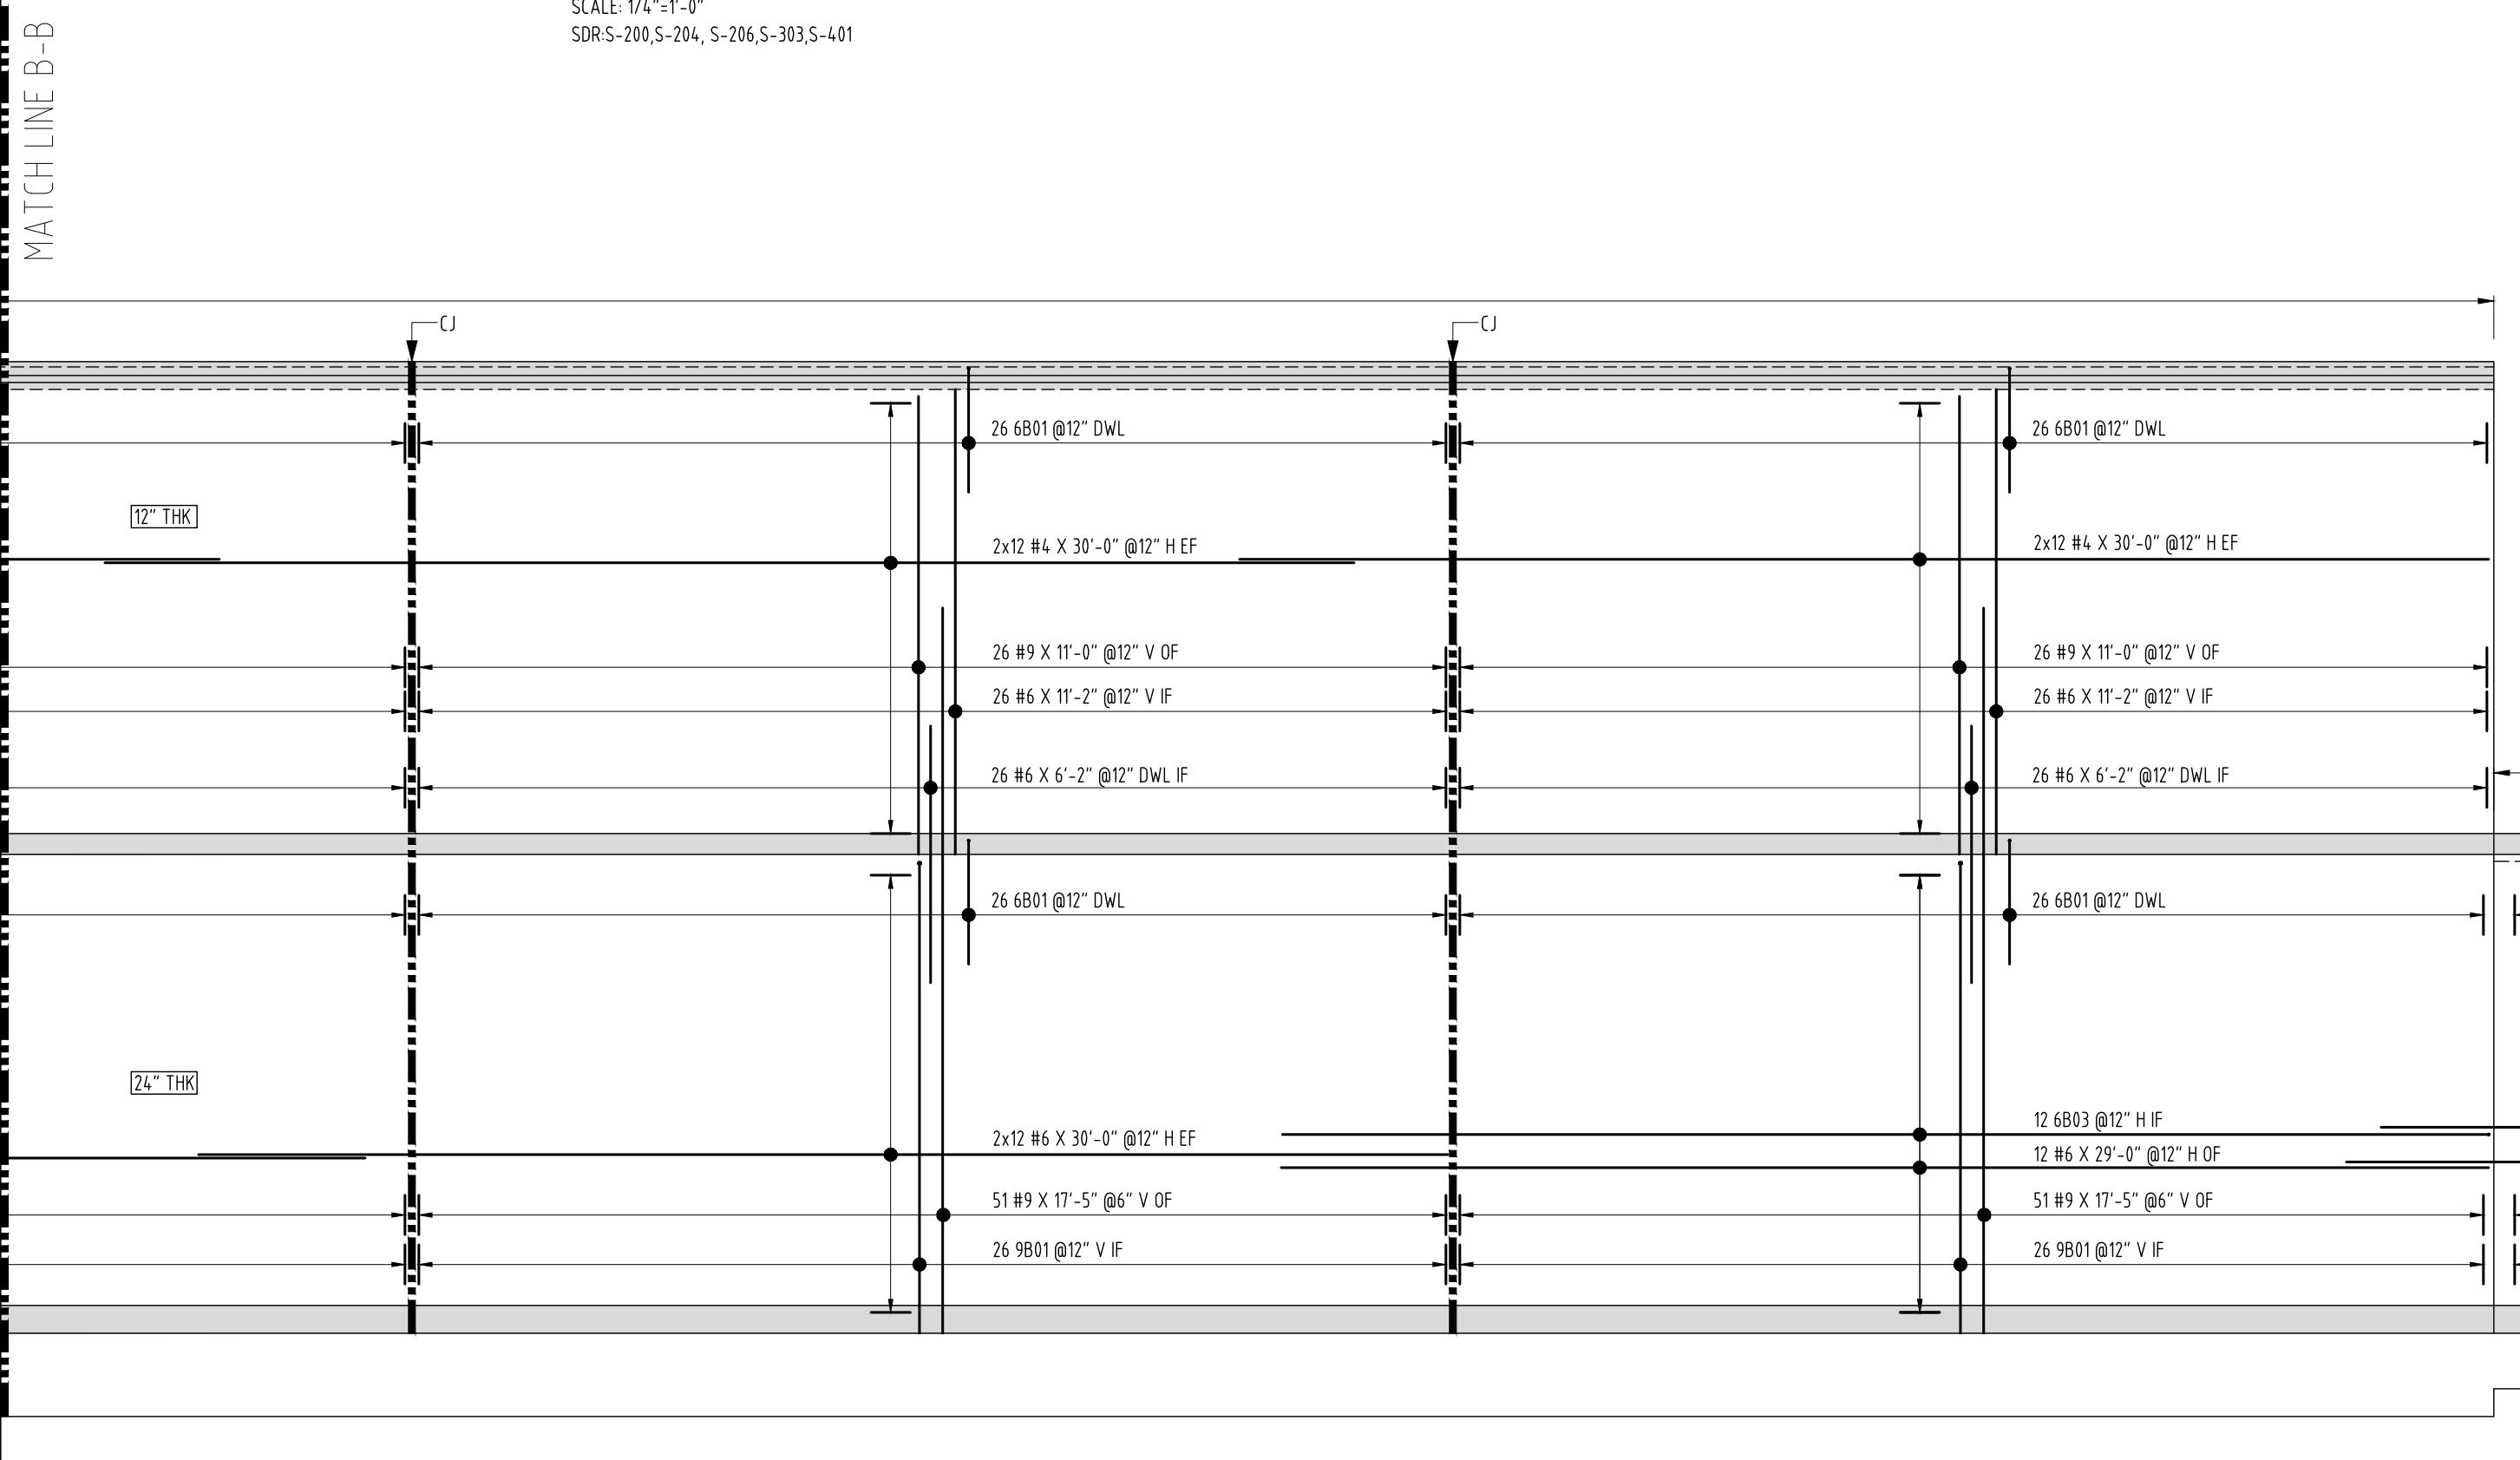 SCALE: 1/4"=1'-0"
SDR:S-200,S-204, S-206,S-303,S-401
MATCH LINE B-B
CJ
CJ
26 6B01 @12" DWL
26 6B01 @12" DWL
12" THK
2x12 #4 X 30'-0" @12" H EF
2x12 #4 X 30'-0" @12" H EF
26 #9 X 11'-0" @12" V OF
26 #9 X 11'-0" @12" V OF
26 #6 X 11'-2" @12" V IF
26 #6 X 11'-2" @12" V IF
26 #6 X 6'-2" @12" DWL IF
26 #6 X 6'-2" @12" DWL IF
26 6B01 @12" DWL
26 6B01 @12" DWL
24" THK
2x12 #6 X 30'-0" @12" H EF
12 6B03 @12" H IF
12 #6 X 29'-0" @12" H OF
51 #9 X 17'-5" @6" V OF
51 #9 X 17'-5" @6" V OF
26 9B01 @12" V IF
26 9B01 @12" V IF